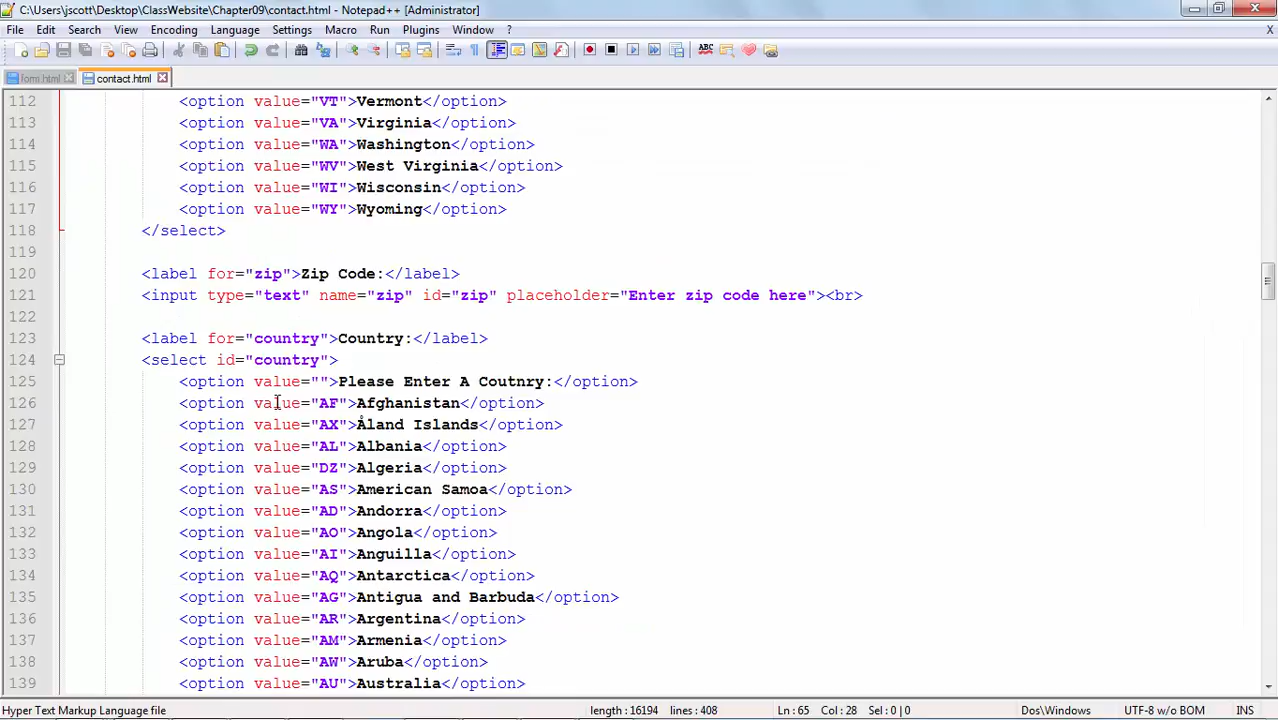 C:\Users\jscott\Desktop\ClassWebsite\Chapter09\contact.html - Notepad++ [Administrator]
File Edit Search View Encoding Language Settings Macro Run Plugins Window ? X
form.html contact.html
112 <option value="VT">Vermont</option>
113 <option value="VA">Virginia</option>
114 <option value="WA">Washington</option>
115 <option value="WV">West Virginia</option>
116 <option value="WI">Wisconsin</option>
117 <option value="WY">Wyoming</option>
118 </select>
119
120 <label for="zip">Zip Code:</label>
121 <input type="text" name="zip" id="zip" placeholder="Enter zip code here"><br>
122
123 <label for="country">Country:</label>
124 <select id="country">
125 <option value="">Please Enter A Coutnry:</option>
126 <option value="AF">Afghanistan</option>
127 <option value="AX">Åland Islands</option>
128 <option value="AL">Albania</option>
129 <option value="DZ">Algeria</option>
130 <option value="AS">American Samoa</option>
131 <option value="AD">Andorra</option>
132 <option value="AO">Angola</option>
133 <option value="AI">Anguilla</option>
134 <option value="AQ">Antarctica</option>
135 <option value="AG">Antigua and Barbuda</option>
136 <option value="AR">Argentina</option>
137 <option value="AM">Armenia</option>
138 <option value="AW">Aruba</option>
139 <option value="AU">Australia</option>
Hyper Text Markup Language file length : 16194 lines : 408 Ln : 65 Col : 28 Sel : 0 | 0 Dos\Windows UTF-8 w/o BOM INS